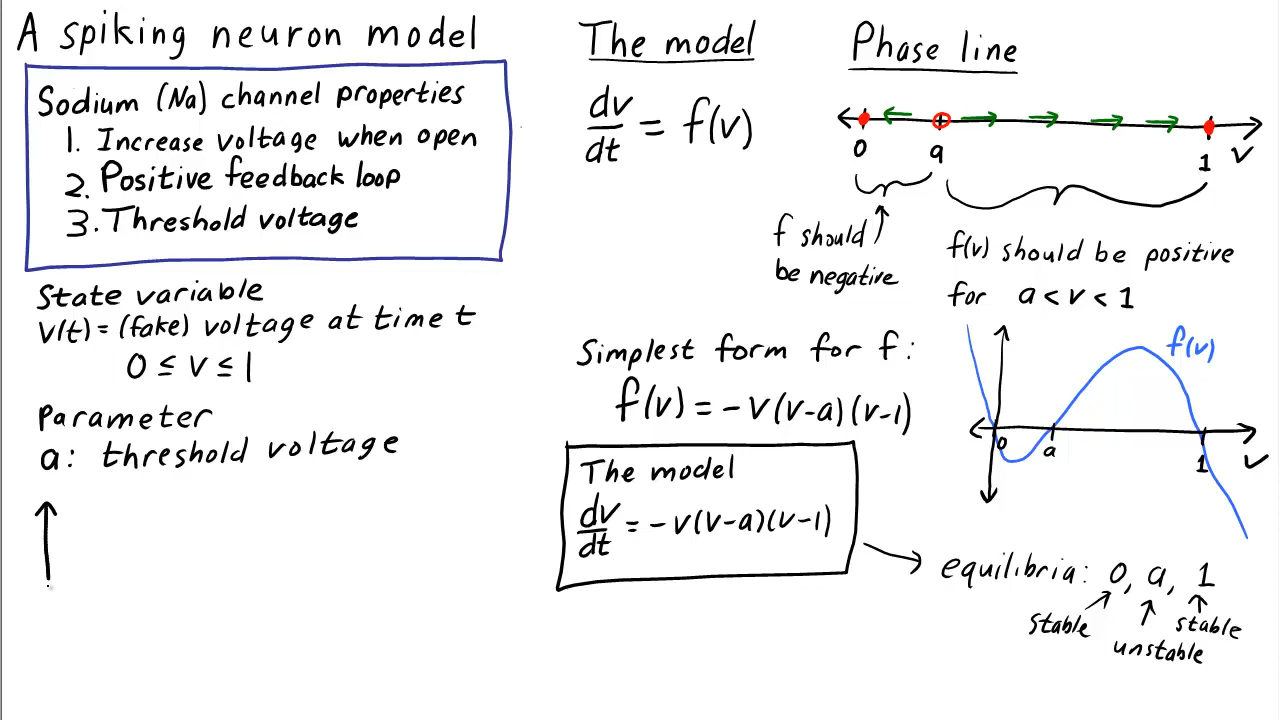 A spiking neuron model
Sodium (Na) channel properties
1. Increase voltage when open
2. Positive feedback loop
3. Threshold voltage
State variable
v(t) = (fake) voltage at time t
0 ≤ v ≤ 1
Parameter
a: threshold voltage
The model
dv/dt = f(v)
Simplest form for f:
f(v) = -v(v-a)(v-1)
The model
dv/dt = -v(v-a)(v-1)
Phase line
0 a 1 v
f should
be negative
f(v) should be positive
for a < v < 1
f(v)
0 a 1 v
equilibria: 0, a, 1
stable
unstable
stable